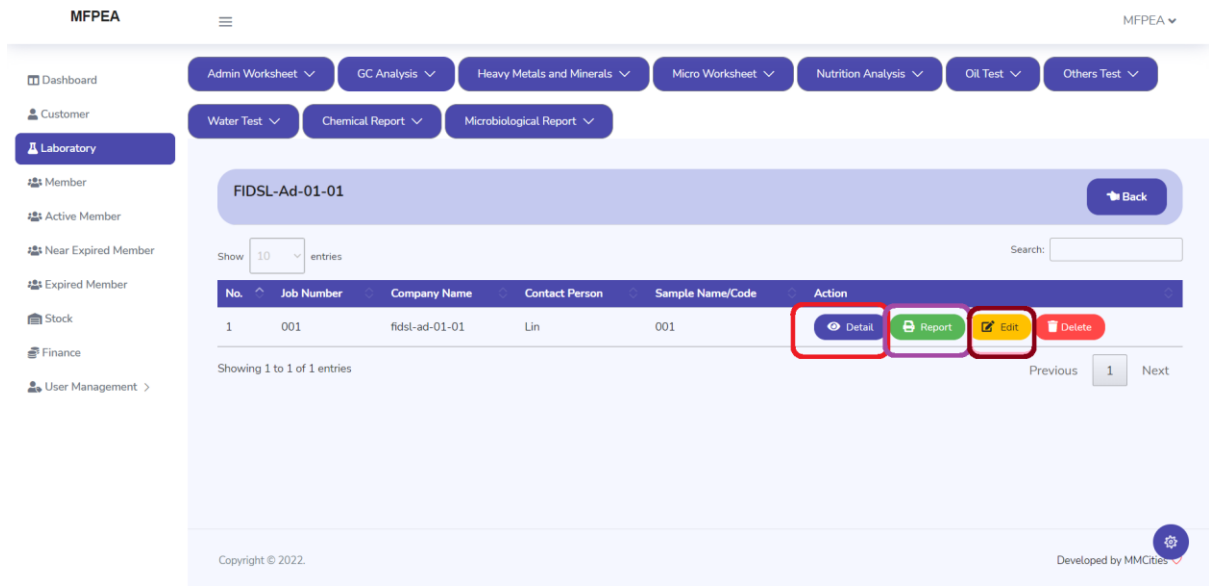 MFPEA
MFPEA
Dashboard
Customer
Laboratory
Member
Active Member
Near Expired Member
Expired Member
Stock
Finance
User Management
Admin Worksheet GC Analysis Heavy Metals and Minerals Micro Worksheet Nutrition Analysis Oil Test Others Test
Water Test Chemical Report Microbiological Report
FIDSL-Ad-01-01 Back
Show 10 entries Search:
No. Job Number Company Name Contact Person Sample Name/Code Action
1 001 fidsl-ad-01-01 Lin 001 Detail Report Edit Delete
Showing 1 to 1 of 1 entries Previous 1 Next
Copyright © 2022. Developed by MMCities